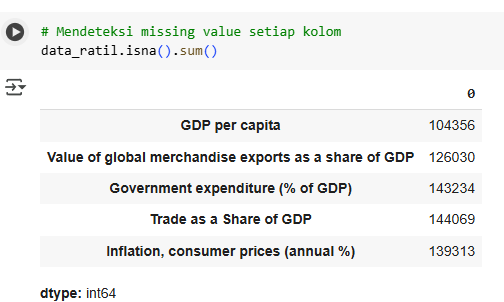 # Mendeteksi missing value setiap kolom
data_ratil.isna().sum()
0
GDP per capita 104356
Value of global merchandise exports as a share of GDP 126030
Government expenditure (% of GDP) 143234
Trade as a Share of GDP 144069
Inflation, consumer prices (annual %) 139313
dtype: int64